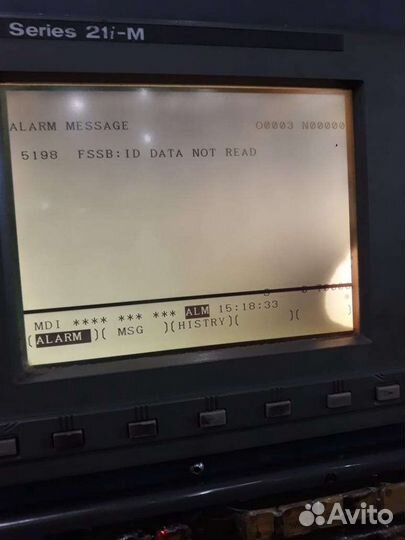 Series 21i-M
ALARM MESSAGE O0003 N00000
5198 FSSB:ID DATA NOT READ
MDI **** *** *** ALM 15:18:33
(ALARM )( MSG )(HISTRY)( )( )
Avito